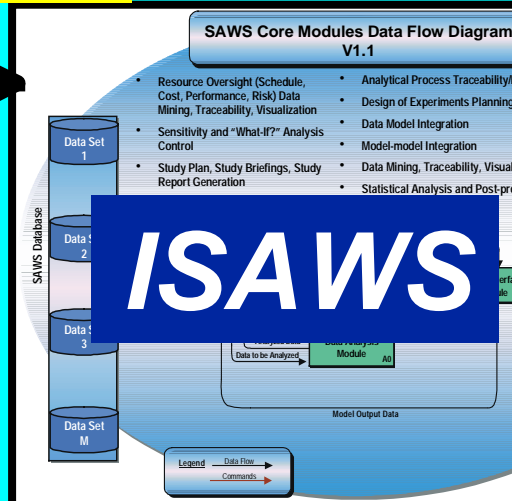 SAWS Core Modules Data Flow Diagram
V1.1
• Resource Oversight (Schedule,
Cost, Performance, Risk) Data
Mining, Traceability, Visualization
• Sensitivity and "What-If?" Analysis
Control
• Study Plan, Study Briefings, Study
Report Generation
• Analytical Process Traceability/
• Design of Experiments Planning
• Data Model Integration
• Model-model Integration
• Data Mining, Traceability,
• Statistical Analysis and
SAWS Database
Data Set
1
Data
2
Data
3
Data Set
M
ISAWS
Data to be Analyzed
Data Analysis
Module
A0
Model Output Data
Legend
Data Flow
Commands